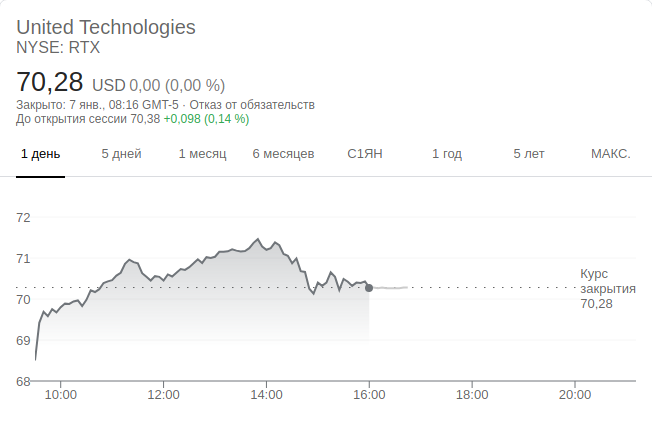 United Technologies
NYSE: RTX
70,28 USD 0,00 (0,00 %)
Закрыто: 7 янв., 08:16 GMT-5 · Отказ от обязательств
До открытия сессии 70,38 +0,098 (0,14 %)
1 день 5 дней 1 месяц 6 месяцев С1ЯН 1 год 5 лет МАКС.
72
71
Курс
закрытия
70,28
70
69
68
10:00 12:00 14:00 16:00 18:00 20:00